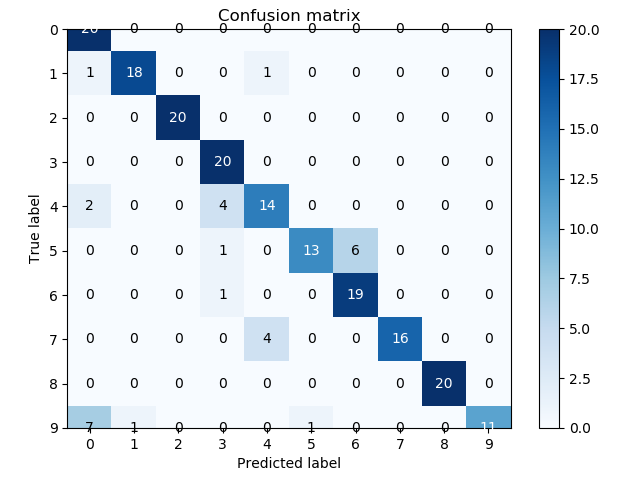 Confusion matrix
0 20 0 0 0 0 0 0 0 0 0 20.0
1 1 18 0 0 1 0 0 0 0 0 17.5
2 0 0 20 0 0 0 0 0 0 0 15.0
3 0 0 0 20 0 0 0 0 0 0 12.5
4 2 0 0 4 14 0 0 0 0 0 10.0
5 0 0 0 1 0 13 6 0 0 0 7.5
6 0 0 0 1 0 0 19 0 0 0 5.0
7 0 0 0 0 4 0 0 16 0 0 2.5
8 0 0 0 0 0 0 0 0 20 0
9 7 1 0 0 0 1 0 0 0 11 0.0
0 1 2 3 4 5 6 7 8 9
Predicted label
True label